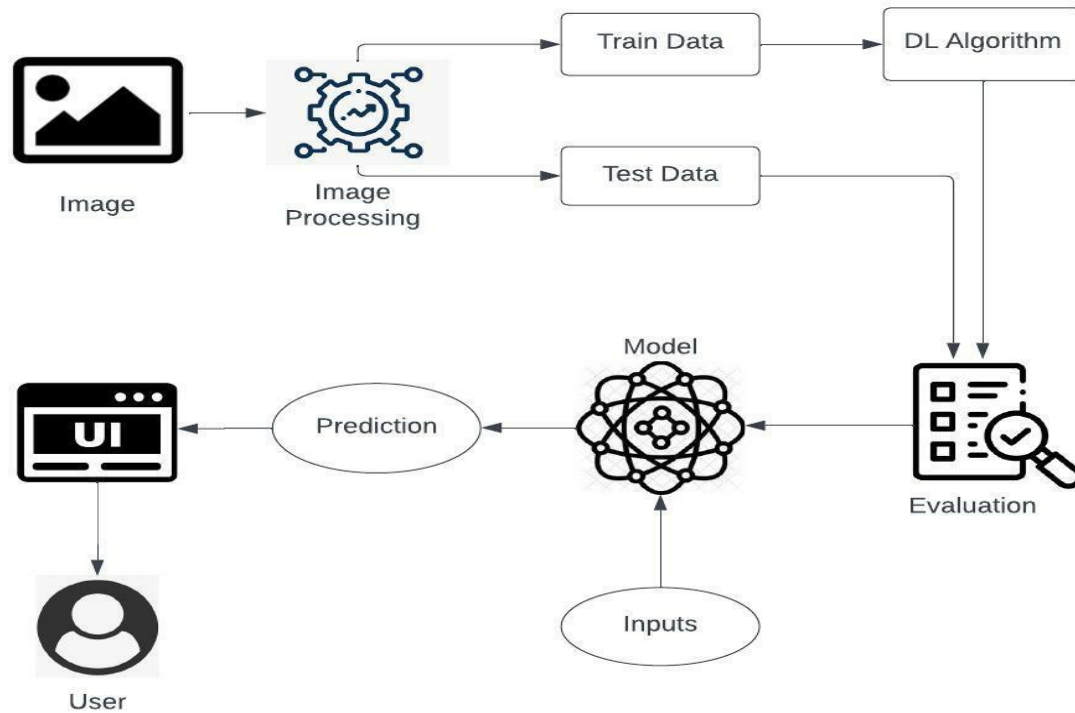 Train Data
DL Algorithm
Image
Image
Processing
Test Data
Model
UI
Prediction
Evaluation
Inputs
User